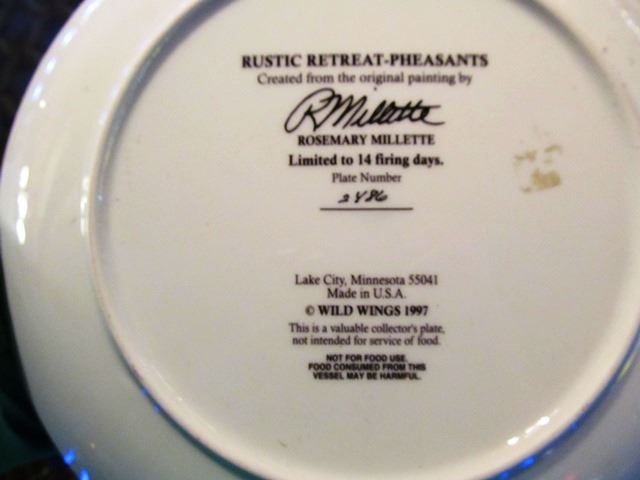 RUSTIC RETREAT-PHEASANTS
Created from the original painting by
RMillette
ROSEMARY MILLETTE
Limited to 14 firing days.
Plate Number
2486
Lake City, Minnesota 55041
Made in U.S.A.
© WILD WINGS 1997
This is a valuable collector's plate,
not intended for service of food.
NOT FOR FOOD USE.
FOOD CONSUMED FROM THIS
VESSEL MAY BE HARMFUL.